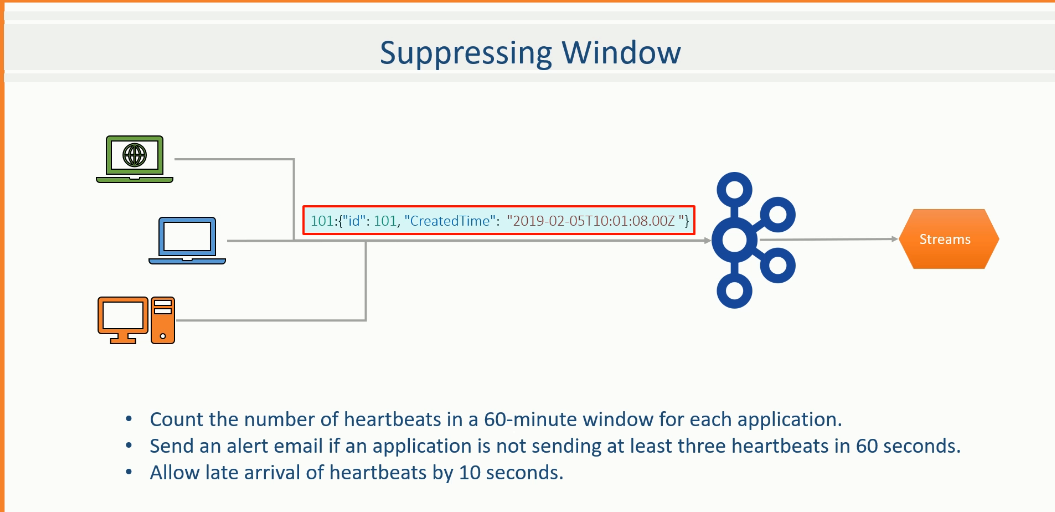 Suppressing Window
101:{"id": 101, "CreatedTime": "2019-02-05T10:01:08.00Z "}
Streams
• Count the number of heartbeats in a 60-minute window for each application.
• Send an alert email if an application is not sending at least three heartbeats in 60 seconds.
• Allow late arrival of heartbeats by 10 seconds.